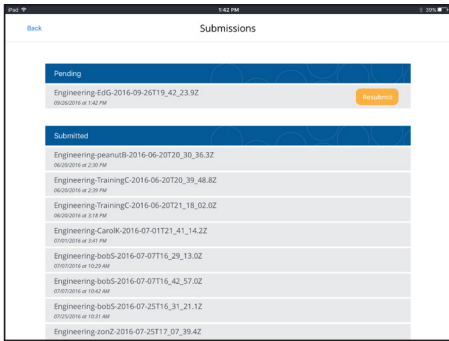 iPad
1:42 PM
39%
Back
Submissions
Pending
Engineering-EdG-2016-09-26T19_42_23.9Z
09/26/2016 at 1:42 PM
Resubmit
Submitted
Engineering-peanutB-2016-06-20T20_30_36.3Z
06/20/2016 at 2:30 PM
Engineering-TrainingC-2016-06-20T20_39_48.8Z
06/20/2016 at 2:39 PM
Engineering-TrainingC-2016-06-20T21_18_02.0Z
06/20/2016 at 3:18 PM
Engineering-CarolK-2016-07-01T21_41_14.2Z
07/01/2016 at 3:41 PM
Engineering-bobS-2016-07-07T16_29_13.0Z
07/07/2016 at 10:29 AM
Engineering-bobS-2016-07-07T16_42_57.0Z
07/07/2016 at 10:42 AM
Engineering-bobS-2016-07-25T16_31_21.1Z
07/25/2016 at 10:31 AM
Engineering-zonZ-2016-07-25T17_07_39.4Z